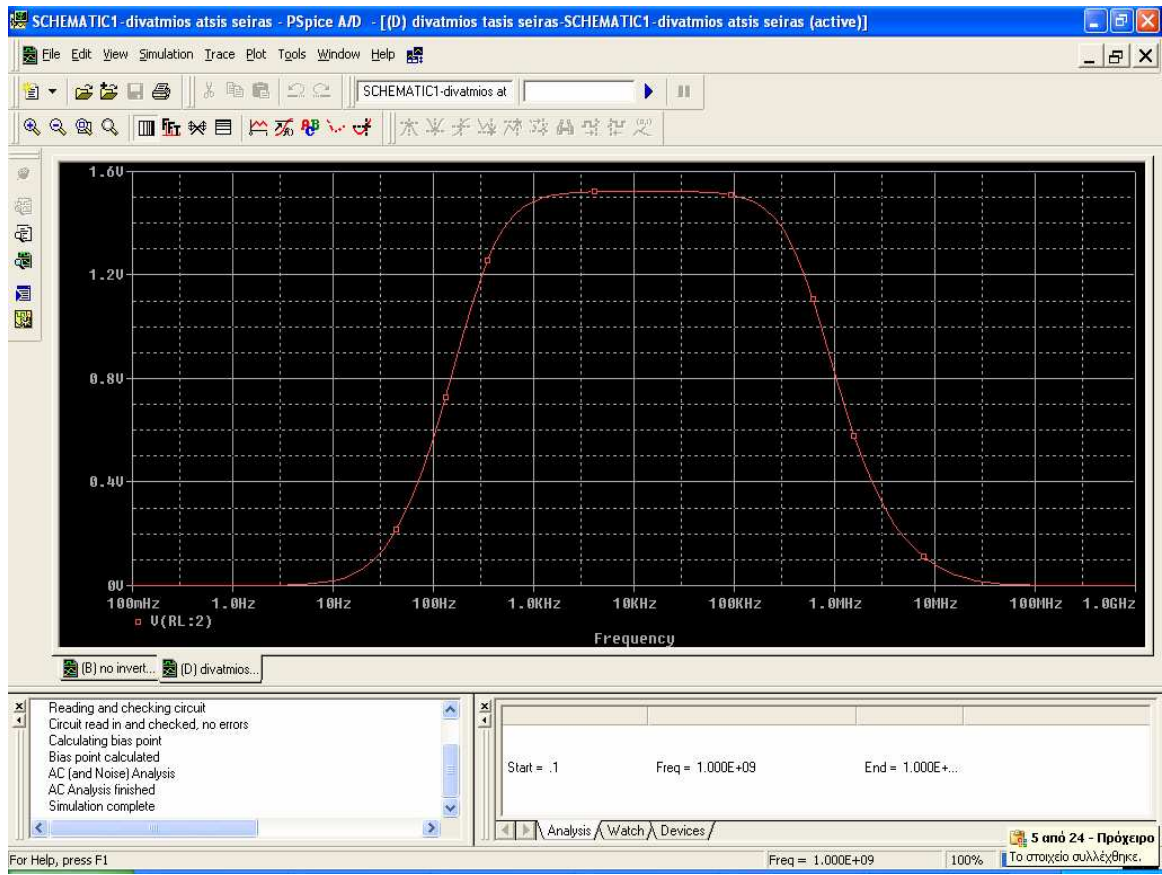 SCHEMATIC1-divatmios atsis seiras - PSpice A/D - [(D) divatmios tasis seiras-SCHEMATIC1-divatmios atsis seiras (active)]
File Edit View Simulation Trace Plot Tools Window Help
SCHEMATIC1-divatmios at
1.6V
1.2V
0.8V
0.4V
0V
100mHz 1.0Hz 10Hz 100Hz 1.0KHz 10KHz 100KHz 1.0MHz 10MHz 100MHz 1.0GHz
V(RL:2)
Frequency
(B) no invert... (D) divatmios...
Reading and checking circuit
Circuit read in and checked, no errors
Calculating bias point
Bias point calculated
AC (and Noise) Analysis
AC Analysis finished
Simulation complete
Start = .1 Freq = 1.000E+09 End = 1.000E+...
Analysis Watch Devices
5 από 24 - Πρόχειρο
Το στοιχείο συλλέχθηκε.
For Help, press F1 Freq = 1.000E+09 100%